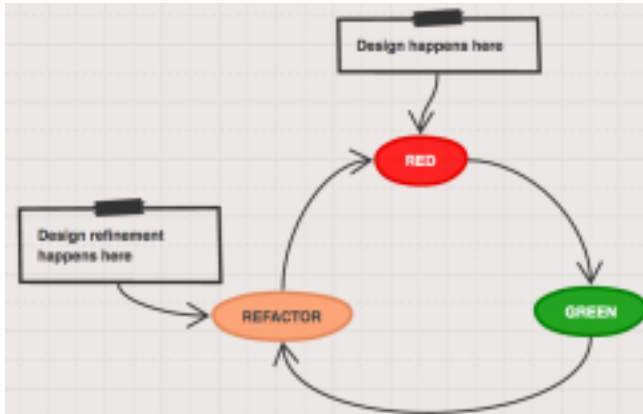 Design happens here
RED
Design refinement
happens here
REFACTOR
GREEN